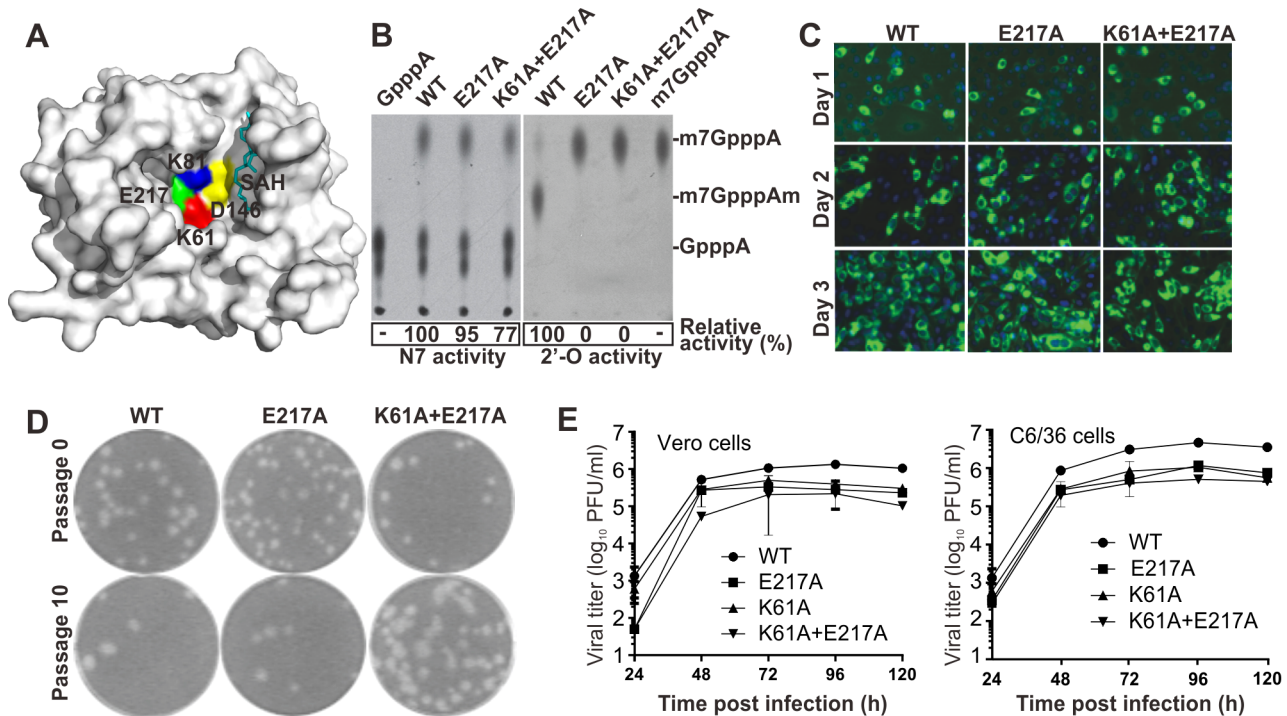 A
K81
E217
SAH
D146
K61
B
GpppA
WT
E217A
K61A+E217A
WT
E217A
K61A+E217A
m7GpppA
-m7GpppA
-m7GpppAm
-GpppA
- 100 95 77 100 0 0 - Relative
activity (%)
N7 activity 2'-O activity
C
WT E217A K61A+E217A
Day 1
Day 2
Day 3
D
WT E217A K61A+E217A
Passage 0
Passage 10
E
Vero cells
Viral titer (log10 PFU/ml)
7
6
5
4
3
2
1
WT
E217A
K61A
K61A+E217A
24 48 72 96 120
Time post infection (h)
C6/36 cells
Viral titer (log10 PFU/ml)
7
6
5
4
3
2
1
WT
E217A
K61A
K61A+E217A
24 48 72 96 120
Time post infection (h)